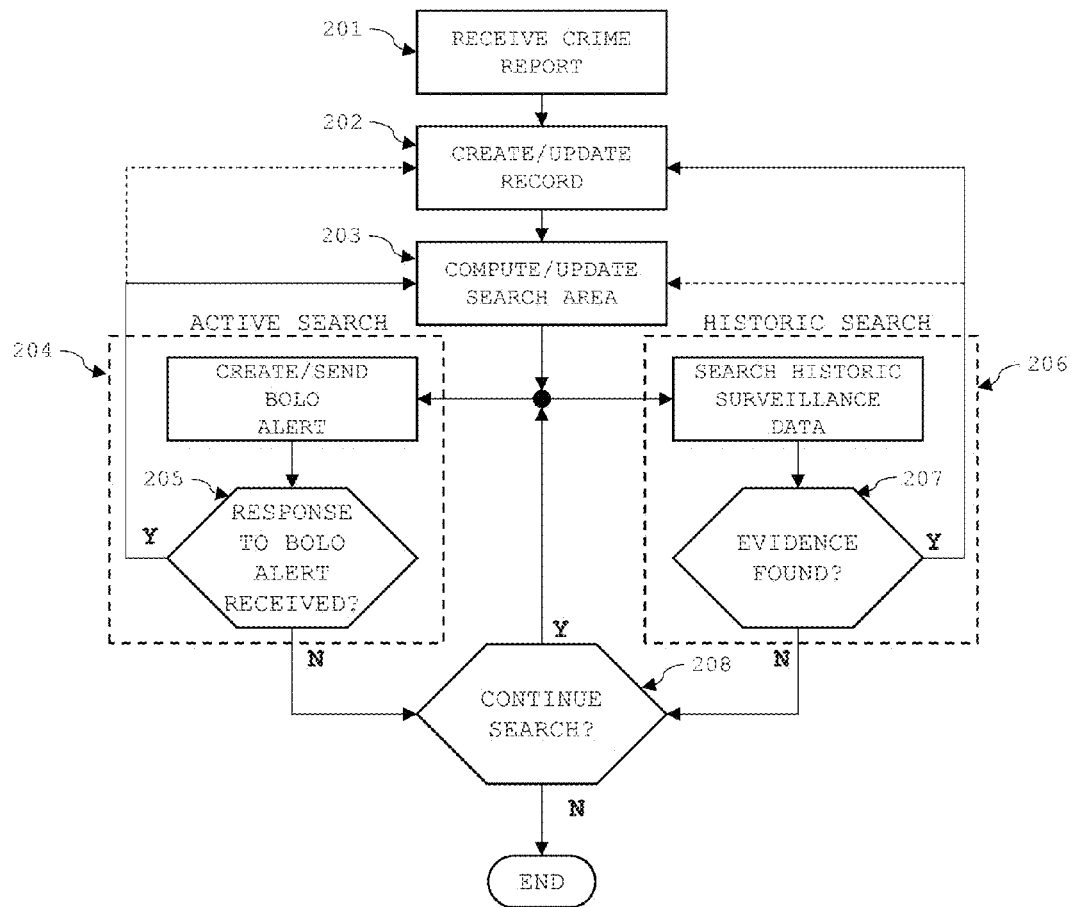 201
RECEIVE CRIME
REPORT
202
CREATE/UPDATE
RECORD
203
COMPUTE/UPDATE
SEARCH AREA
ACTIVE SEARCH
HISTORIC SEARCH
204
CREATE/SEND
BOLO
ALERT
SEARCH HISTORIC
SURVEILLANCE
DATA
206
205
RESPONSE
TO BOLO
ALERT
RECEIVED?
Y
207
EVIDENCE
FOUND?
Y
N
Y
N
208
CONTINUE
SEARCH?
N
END